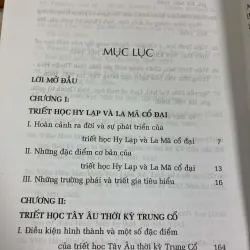 MỤC LỤC
LỜI MỞ ĐẦU
CHƯƠNG I:
TRIẾT HỌC HY LẠP VÀ LA MÃ CỔ ĐẠI
I. Hoàn cảnh ra đời và sự phát triển của
triết học Hy Lạp và La Mã cổ đại 7
II. Những đặc điểm cơ bản của
triết học Hy Lạp và La Mã cổ đại 13
III. Những trường phái và triết gia tiêu biểu 16
CHƯƠNG II:
TRIẾT HỌC TÂY ÂU THỜI KỲ TRUNG CỔ
I. Điều kiện hình thành và một số đặc điểm
của triết học Tây Âu thời kỳ Trung Cổ 164